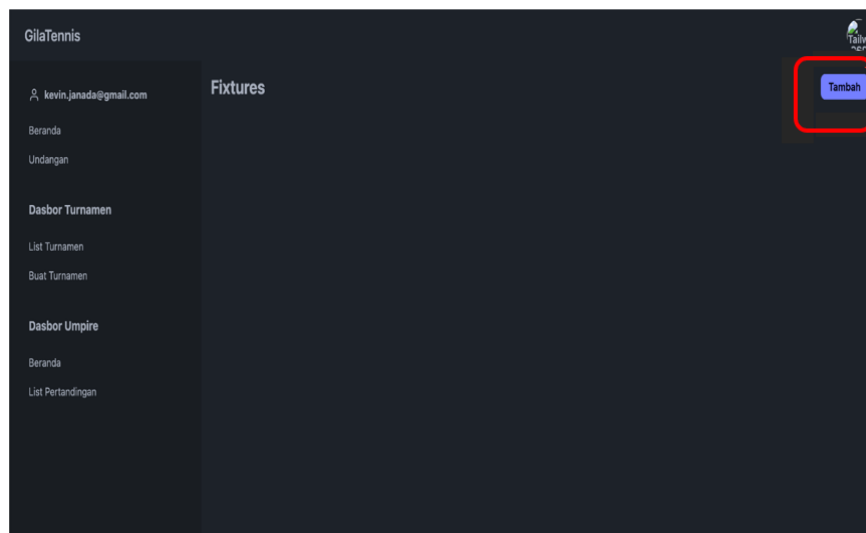 GilaTennis
kevin.janada@gmail.com
Beranda
Undangan
Dasbor Turnamen
List Turnamen
Buat Turnamen
Dasbor Umpire
Beranda
List Pertandingan
Fixtures
Tambah